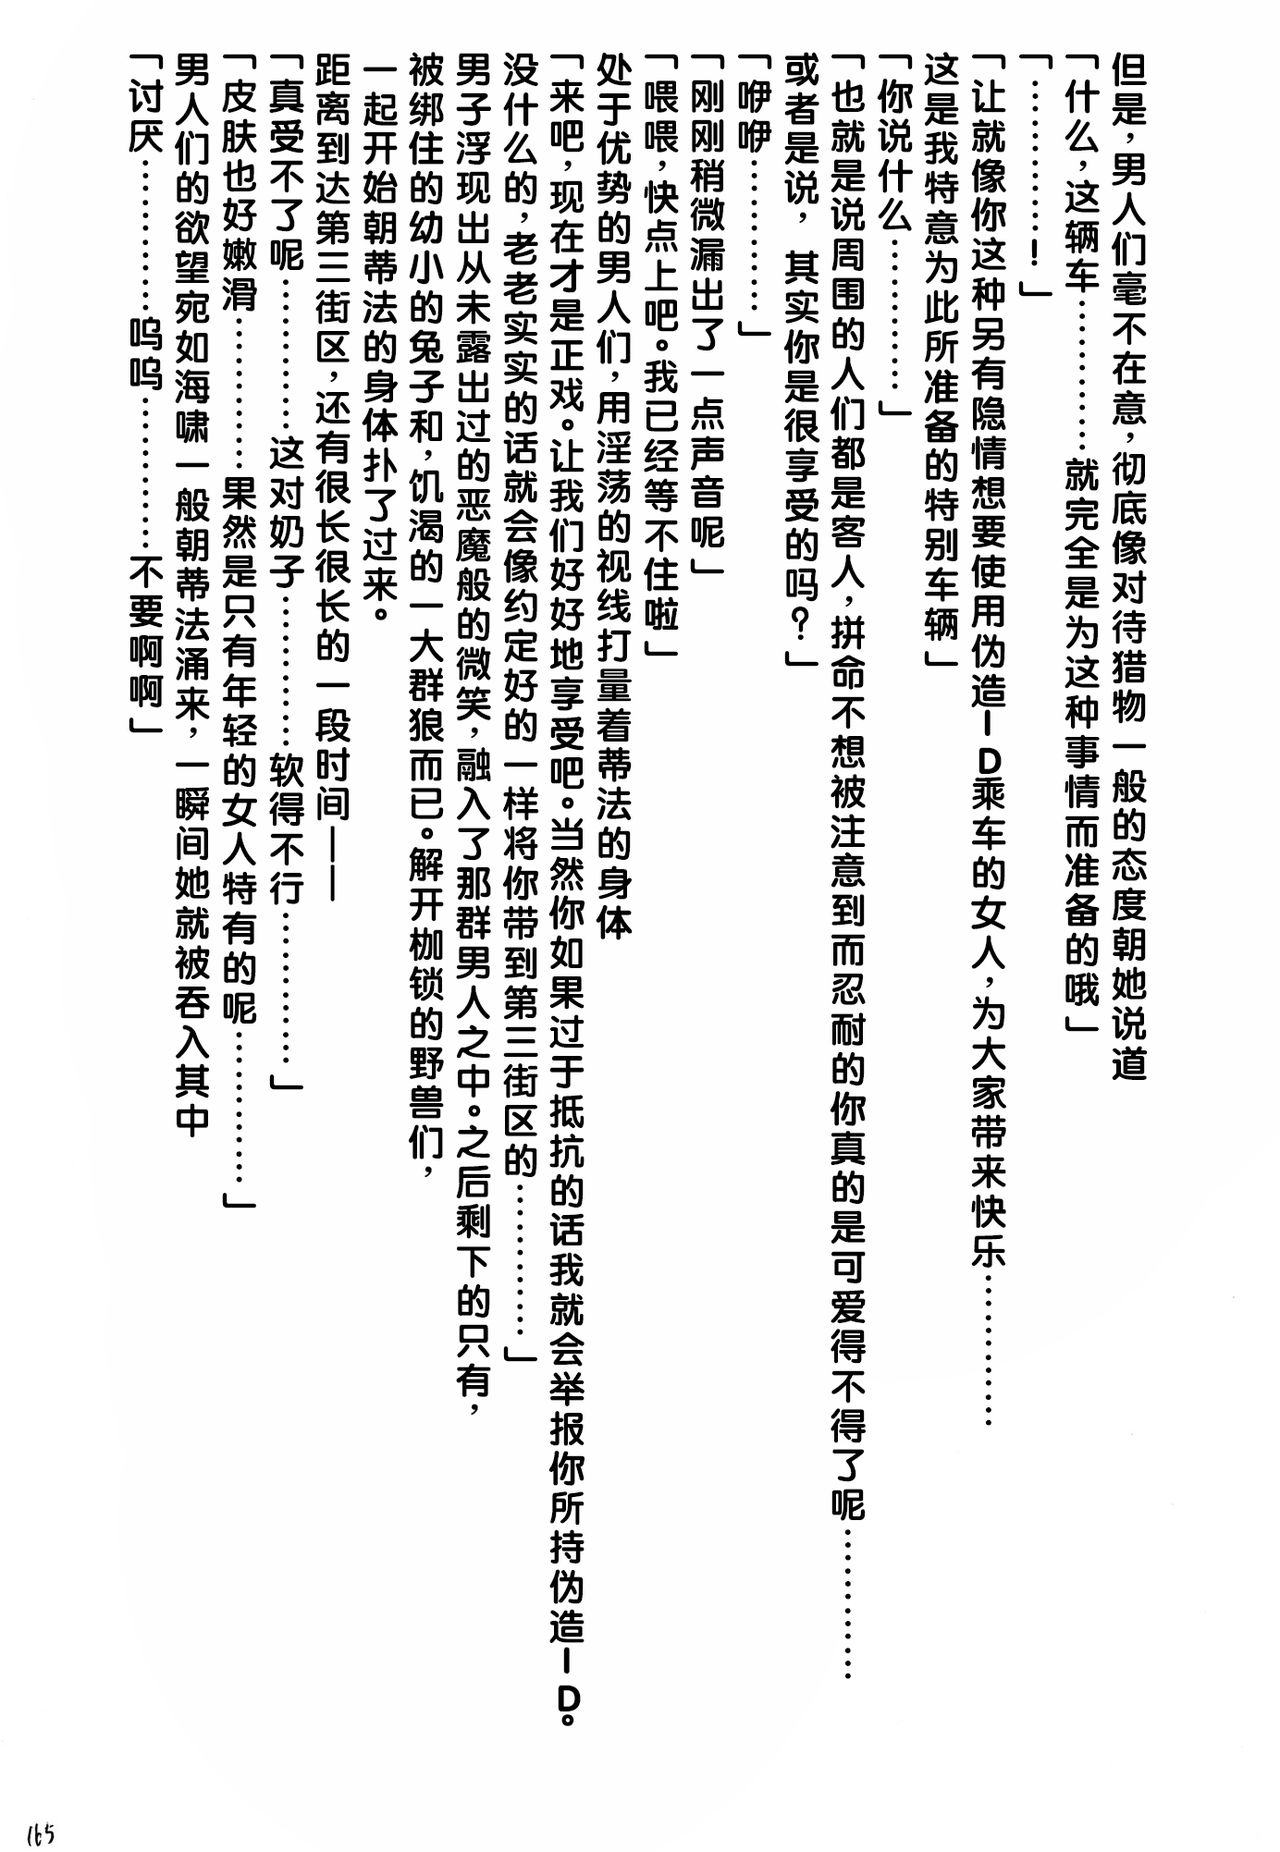 但是，男人们毫不在意，彻底像对待猎物一般的态度朝她说道
「什么，这辆车…………就完全是为这种事情而准备的哦」
「…………！」
「让就像你这种另有隐情想要使用伪造ID乘车的女人，为大家带来快乐…………
这是我特意为此所准备的特别车辆」
「你说什么…………」
「也就是说周围的人们都是客人，拼命不想被注意到而忍耐的你真的是可爱得不得了呢…………
或者是说，其实你是很享受的吗？」
「咿咿…………」
「刚刚稍微漏出了一点声音呢」
「喂喂，快点上吧。我已经等不住啦」
处于优势的男人们，用淫荡的视线打量着蒂法的身体
「来吧，现在才是正戏。让我们好好地享受吧。当然你如果过于抵抗的话我就会举报你所持伪造ID。
没什么的，老老实实的话就会像约定好的一样将你带到第三街区的…………」
男子浮现出从未露出过的恶魔般的微笑，融入了那群男人之中。之后剩下的只有，
被绑住的幼小的兔子和，饥渴的一大群狼而已。解开枷锁的野兽们，
一起开始朝蒂法的身体扑了过来。
距离到达第三街区，还有很长很长的一段时间——
「真受不了呢…………这对奶子…………软得不行…………」
「皮肤也好嫩滑…………果然是只有年轻的女人特有的呢…………」
男人们的欲望宛如海啸一般朝蒂法涌来，一瞬间她就被吞入其中
「讨厌…………呜呜…………不要啊啊」
165